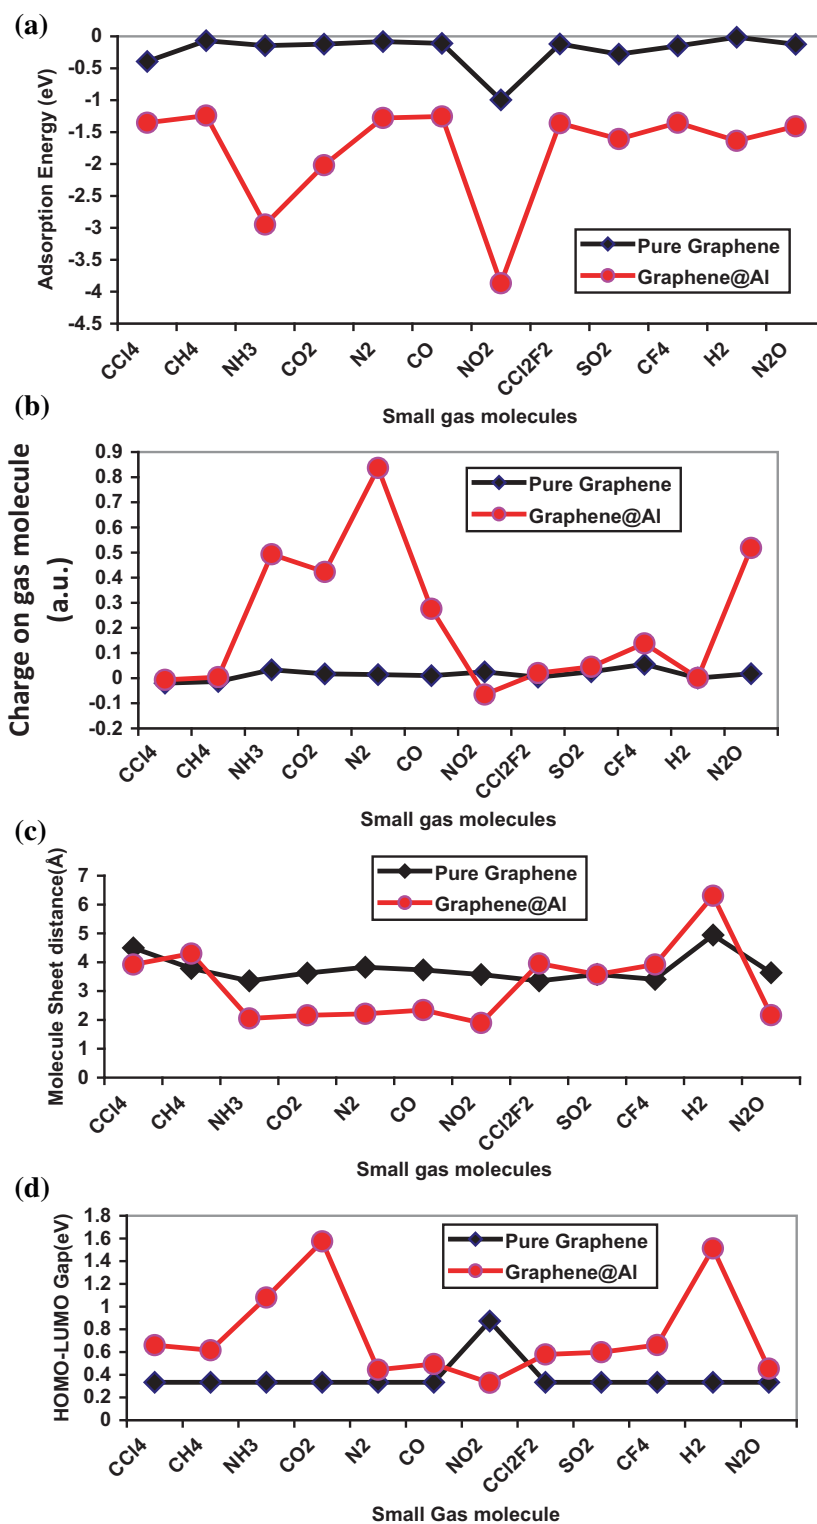 (a)
Adsorption Energy (eV)
0
-0.5
-1
-1.5
-2
-2.5
-3
-3.5
-4
-4.5
Pure Graphene
Graphene@Al
CCl4 CH4 NH3 CO2 N2 CO NO2 CCl2F2 SO2 CF4 H2 N2O
Small gas molecules
(b)
Charge on gas molecule
(a.u.)
0.9
0.8
0.7
0.6
0.5
0.4
0.3
0.2
0.1
0
-0.1
-0.2
Pure Graphene
Graphene@Al
CCl4 CH4 NH3 CO2 N2 CO NO2 CCl2F2 SO2 CF4 H2 N2O
Small gas molecules
(c)
Molecule Sheet distance(Å)
7
6
5
4
3
2
1
0
Pure Graphene
Graphene@Al
CCl4 CH4 NH3 CO2 N2 CO NO2 CCl2F2 SO2 CF4 H2 N2O
Small gas molecules
(d)
HOMO-LUMO Gap(eV)
1.8
1.6
1.4
1.2
1
0.8
0.6
0.4
0.2
0
Pure Graphene
Graphene@Al
CCl4 CH4 NH3 CO2 N2 CO NO2 CCl2F2 SO2 CF4 H2 N2O
Small Gas molecule